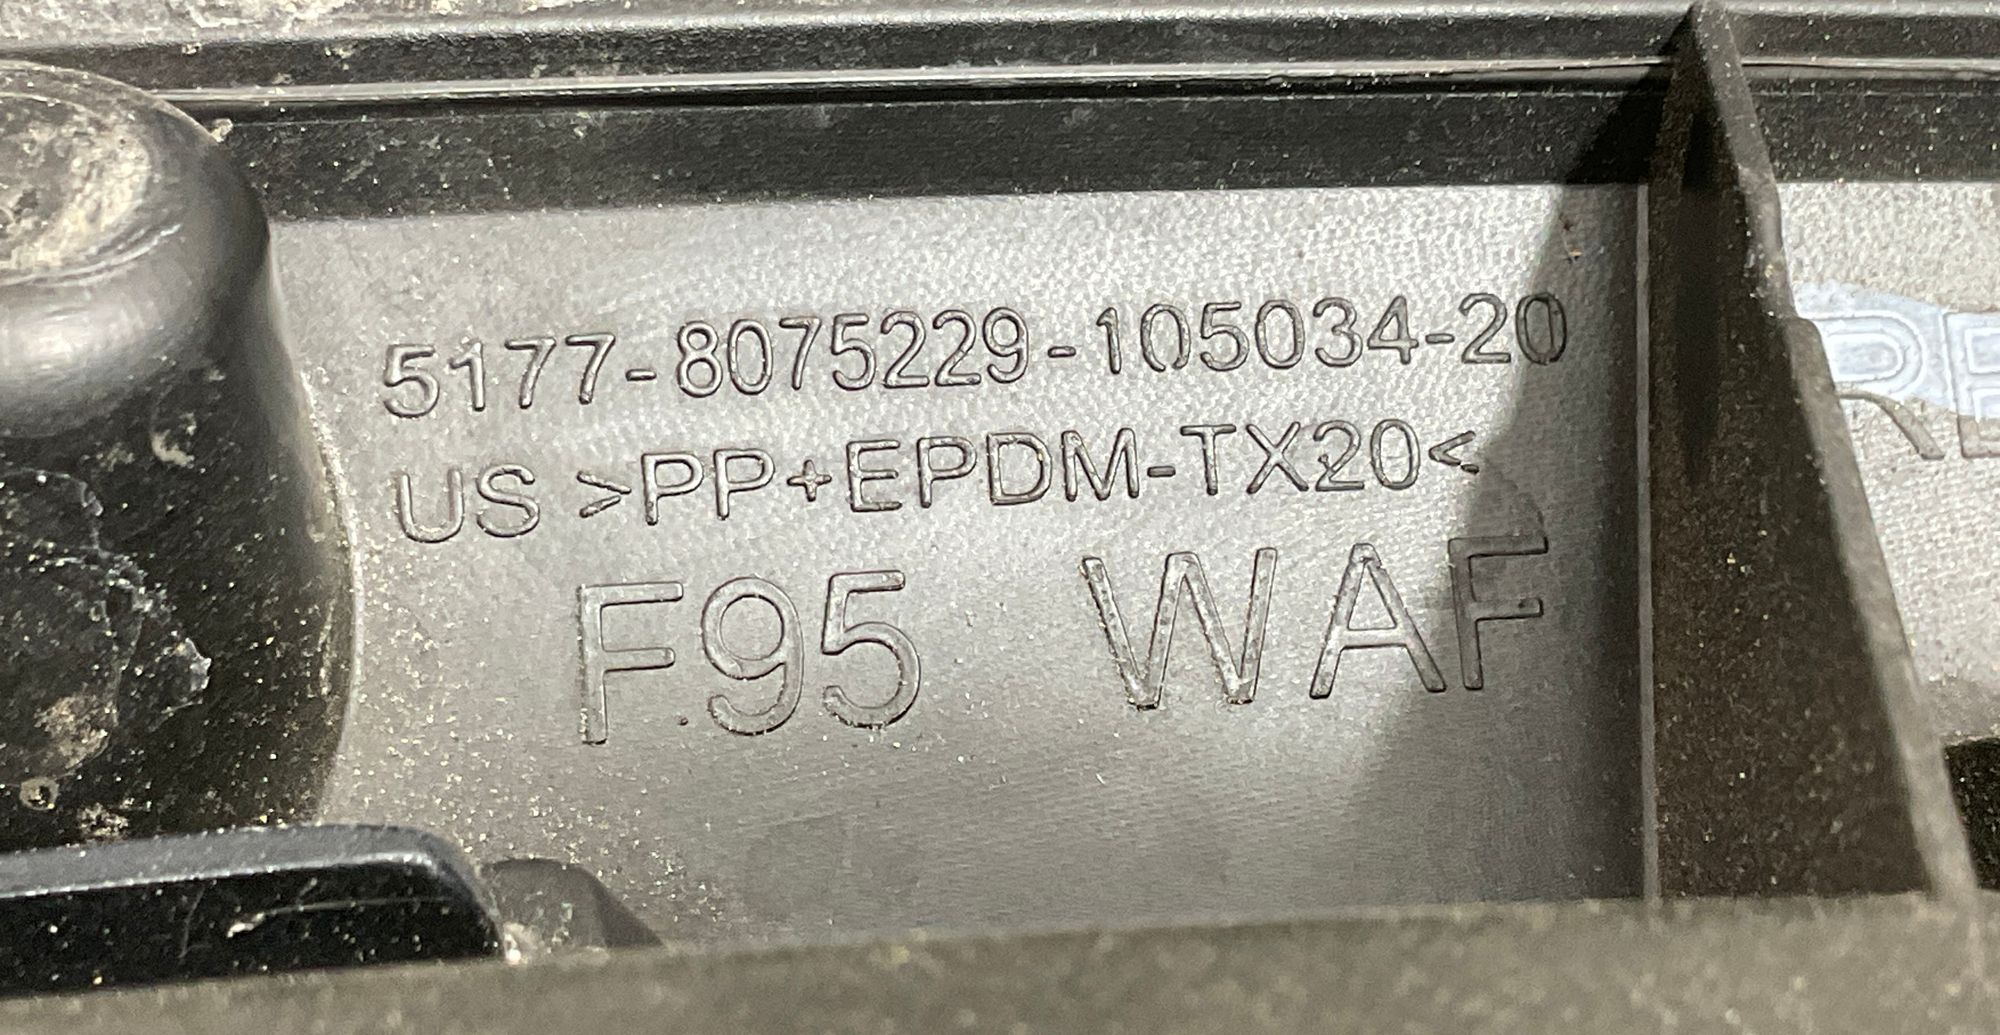 5177-8075229-105034-20
US >PP+EPDM-TX20<
F95 WAF